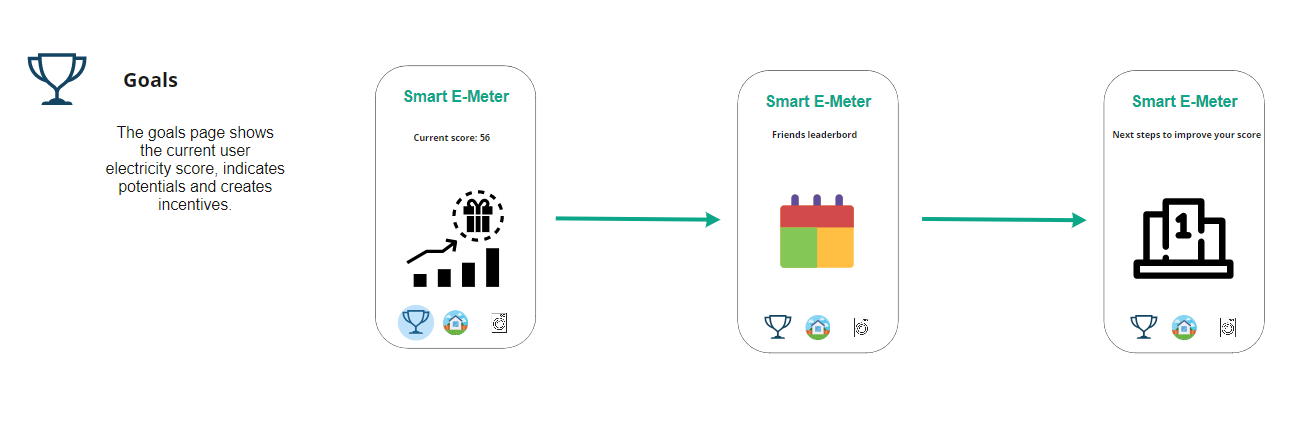 Goals
The goals page shows
the current user
electricity score, indicates
potentials and creates
incentives.
Smart E-Meter
Current score: 56
Smart E-Meter
Friends leaderbord
Smart E-Meter
Next steps to improve your score
1